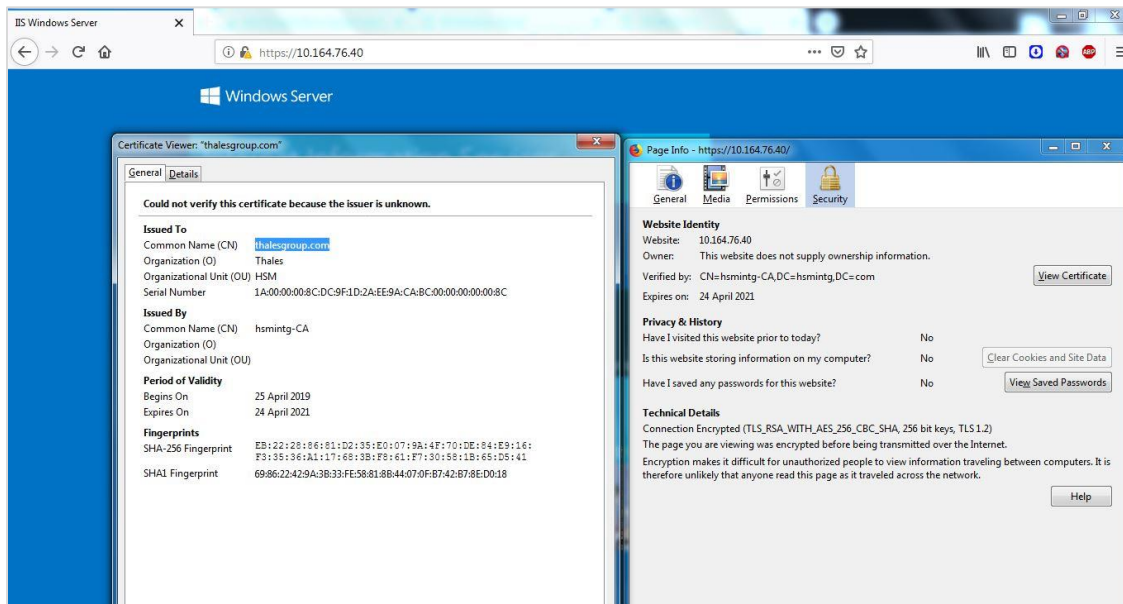 IIS Windows Server
https://10.164.76.40
ABP
Windows Server
Certificate Viewer: "thalesgroup.com"
General Details
Could not verify this certificate because the issuer is unknown.
Issued To
Common Name (CN) thalesgroup.com
Organization (O) Thales
Organizational Unit (OU) HSM
Serial Number 1A:00:00:00:8C:DC:9F:1D:2A:EE:9A:CA:BC:00:00:00:00:00:8C
Issued By
Common Name (CN) hsmintg-CA
Organization (O)
Organizational Unit (OU)
Period of Validity
Begins On 25 April 2019
Expires On 24 April 2021
Fingerprints
SHA-256 Fingerprint EB:22:28:86:81:D2:35:E0:07:9A:4F:70:DE:84:E9:16:
F3:35:36:A1:17:68:3B:F8:61:F7:30:58:1B:65:D5:41
SHA1 Fingerprint 69:86:22:42:9A:3B:33:FE:58:81:8B:44:07:0F:B7:42:B7:8E:D0:18
Page Info - https://10.164.76.40/
General Media Permissions Security
Website Identity
Website: 10.164.76.40
Owner: This website does not supply ownership information.
Verified by: CN=hsmintg-CA,DC=hsmintg,DC=com
View Certificate
Expires on: 24 April 2021
Privacy & History
Have I visited this website prior to today? No
Is this website storing information on my computer? No
Clear Cookies and Site Data
Have I saved any passwords for this website? No
View Saved Passwords
Technical Details
Connection Encrypted (TLS_RSA_WITH_AES_256_CBC_SHA, 256 bit keys, TLS 1.2)
The page you are viewing was encrypted before being transmitted over the Internet.
Encryption makes it difficult for unauthorized people to view information traveling between computers. It is
therefore unlikely that anyone read this page as it traveled across the network.
Help